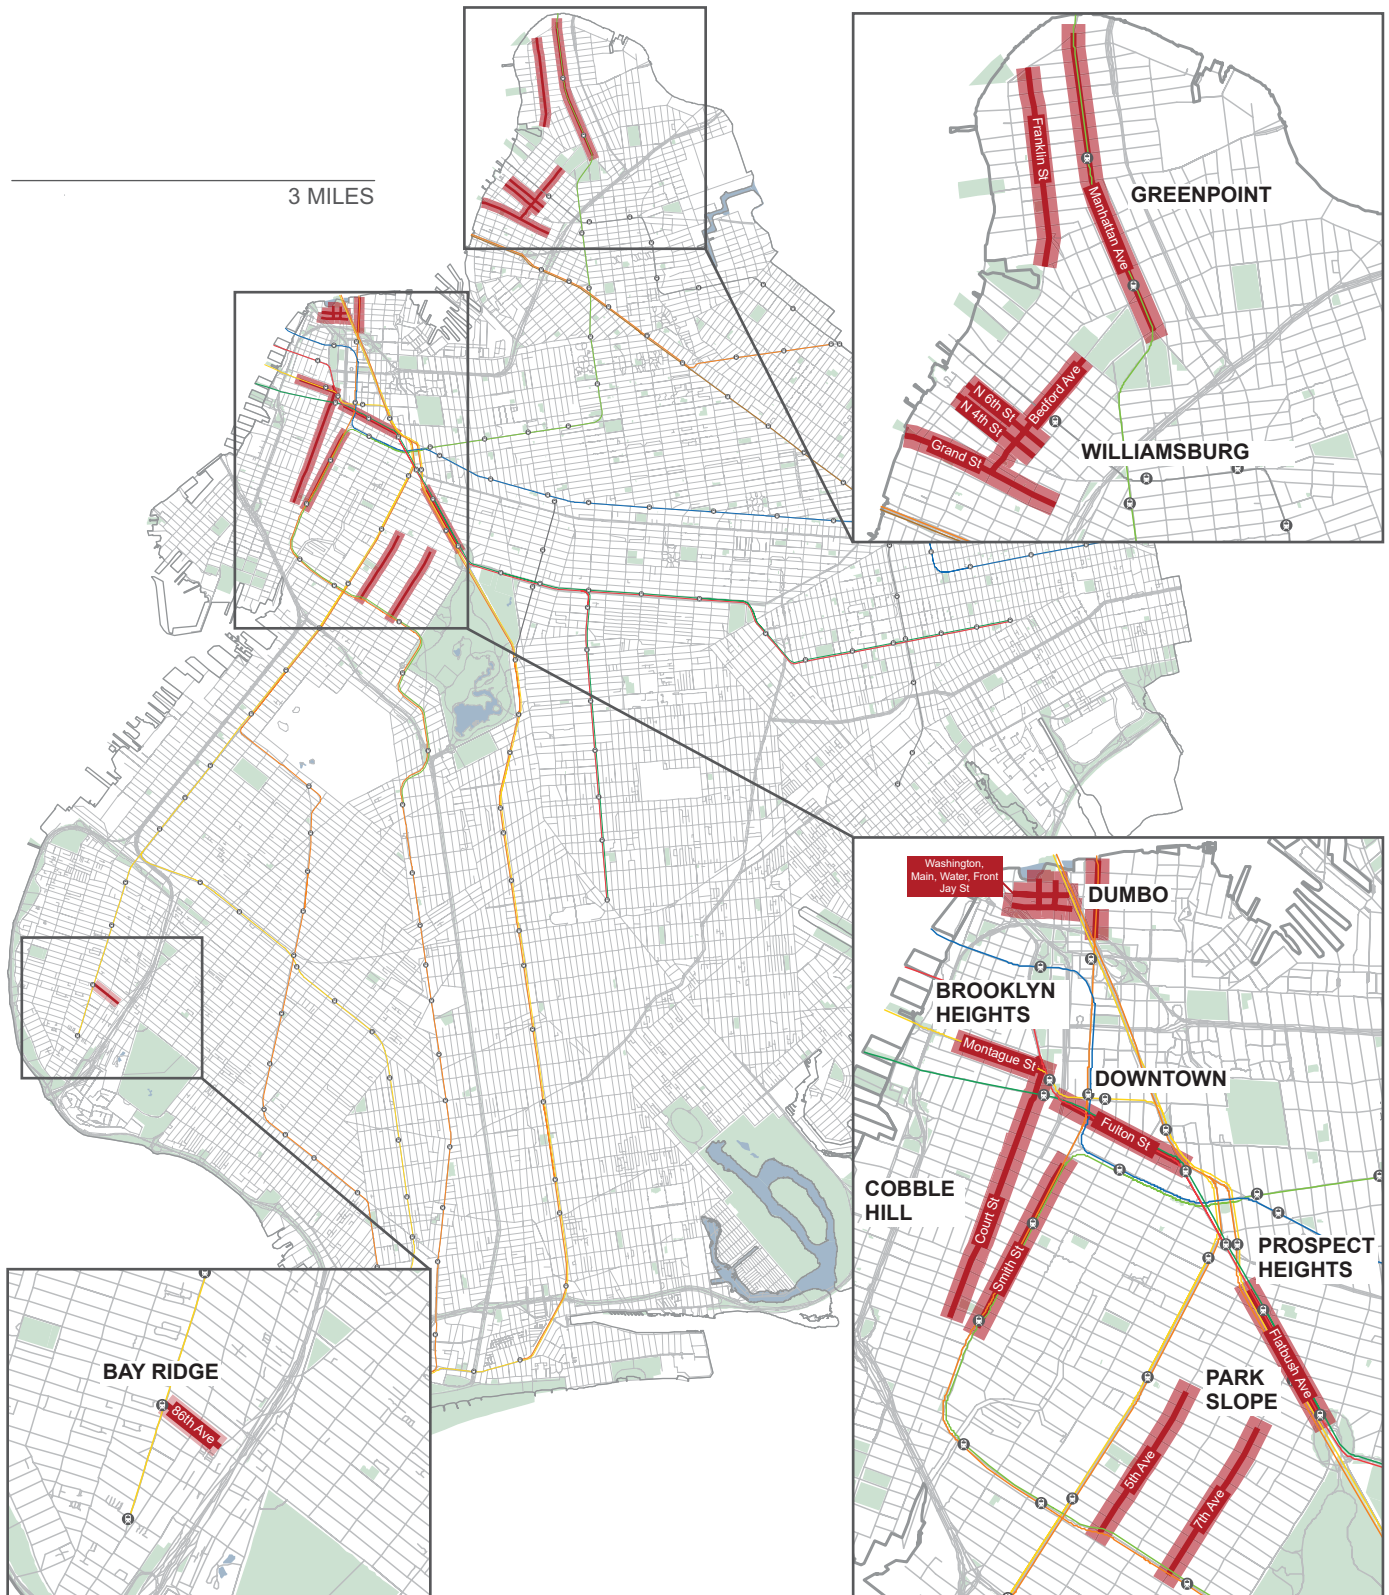 3 MILES
Franklin St
Manhattan Ave
GREENPOINT
Bedford Ave
N 6th St
N 4th St
Grand St
WILLIAMSBURG
Washington,
Main, Water, Front
Jay St
DUMBO
BROOKLYN
HEIGHTS
Montague St
DOWNTOWN
Fulton St
COBBLE
HILL
Court St
Smith St
PROSPECT
HEIGHTS
Flatbush Ave
PARK
SLOPE
5th Ave
7th Ave
BAY RIDGE
86th Ave